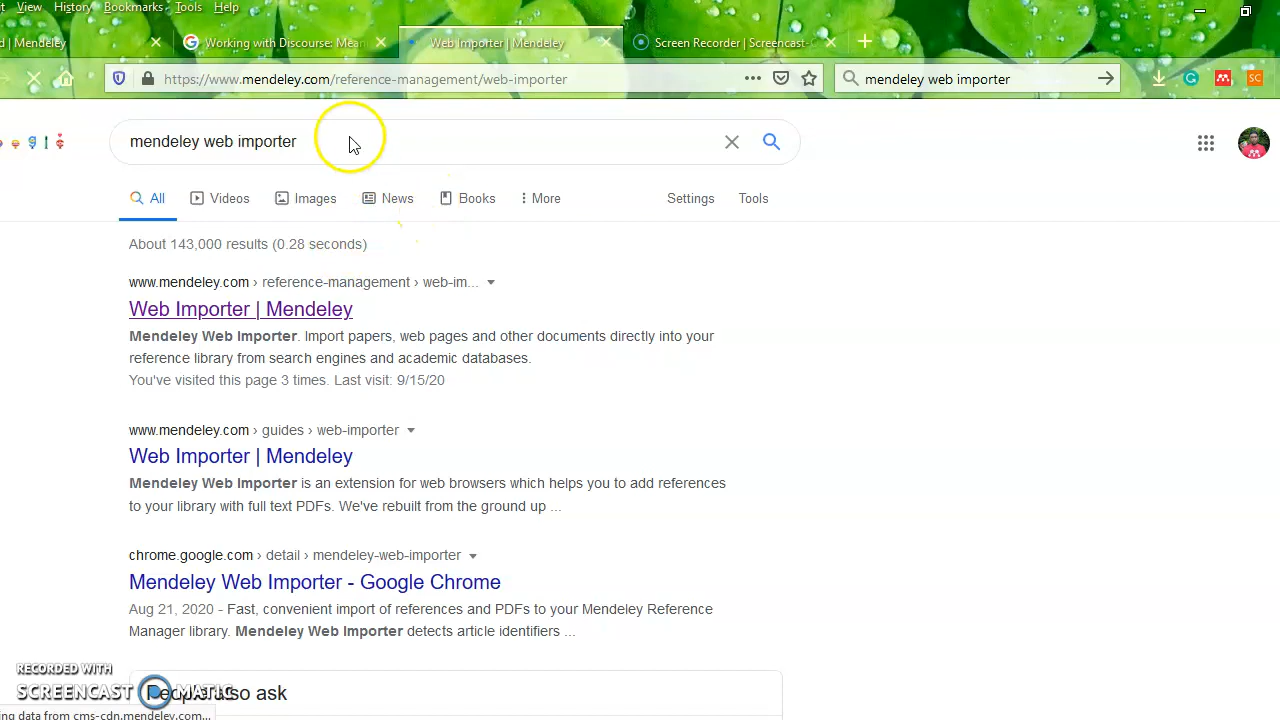 View History Bookmarks Tools Help
| Mendeley
Working with Discourse: Mean
Web Importer | Mendeley
Screen Recorder | Screencast-O
https://www.mendeley.com/reference-management/web-importer
mendeley web importer
SC
mendeley web importer
All Videos Images News Books More Settings Tools
About 143,000 results (0.28 seconds)
www.mendeley.com › reference-management › web-im...
Web Importer | Mendeley
Mendeley Web Importer. Import papers, web pages and other documents directly into your
reference library from search engines and academic databases.
You've visited this page 3 times. Last visit: 9/15/20
www.mendeley.com › guides › web-importer
Web Importer | Mendeley
Mendeley Web Importer is an extension for web browsers which helps you to add references
to your library with full text PDFs. We've rebuilt from the ground up ...
chrome.google.com › detail › mendeley-web-importer
Mendeley Web Importer - Google Chrome
Aug 21, 2020 - Fast, convenient import of references and PDFs to your Mendeley Reference
Manager library. Mendeley Web Importer detects article identifiers ...
People also ask
RECORDED WITH
SCREENCAST MATIC
ng data from cms-cdn.mendeley.com...